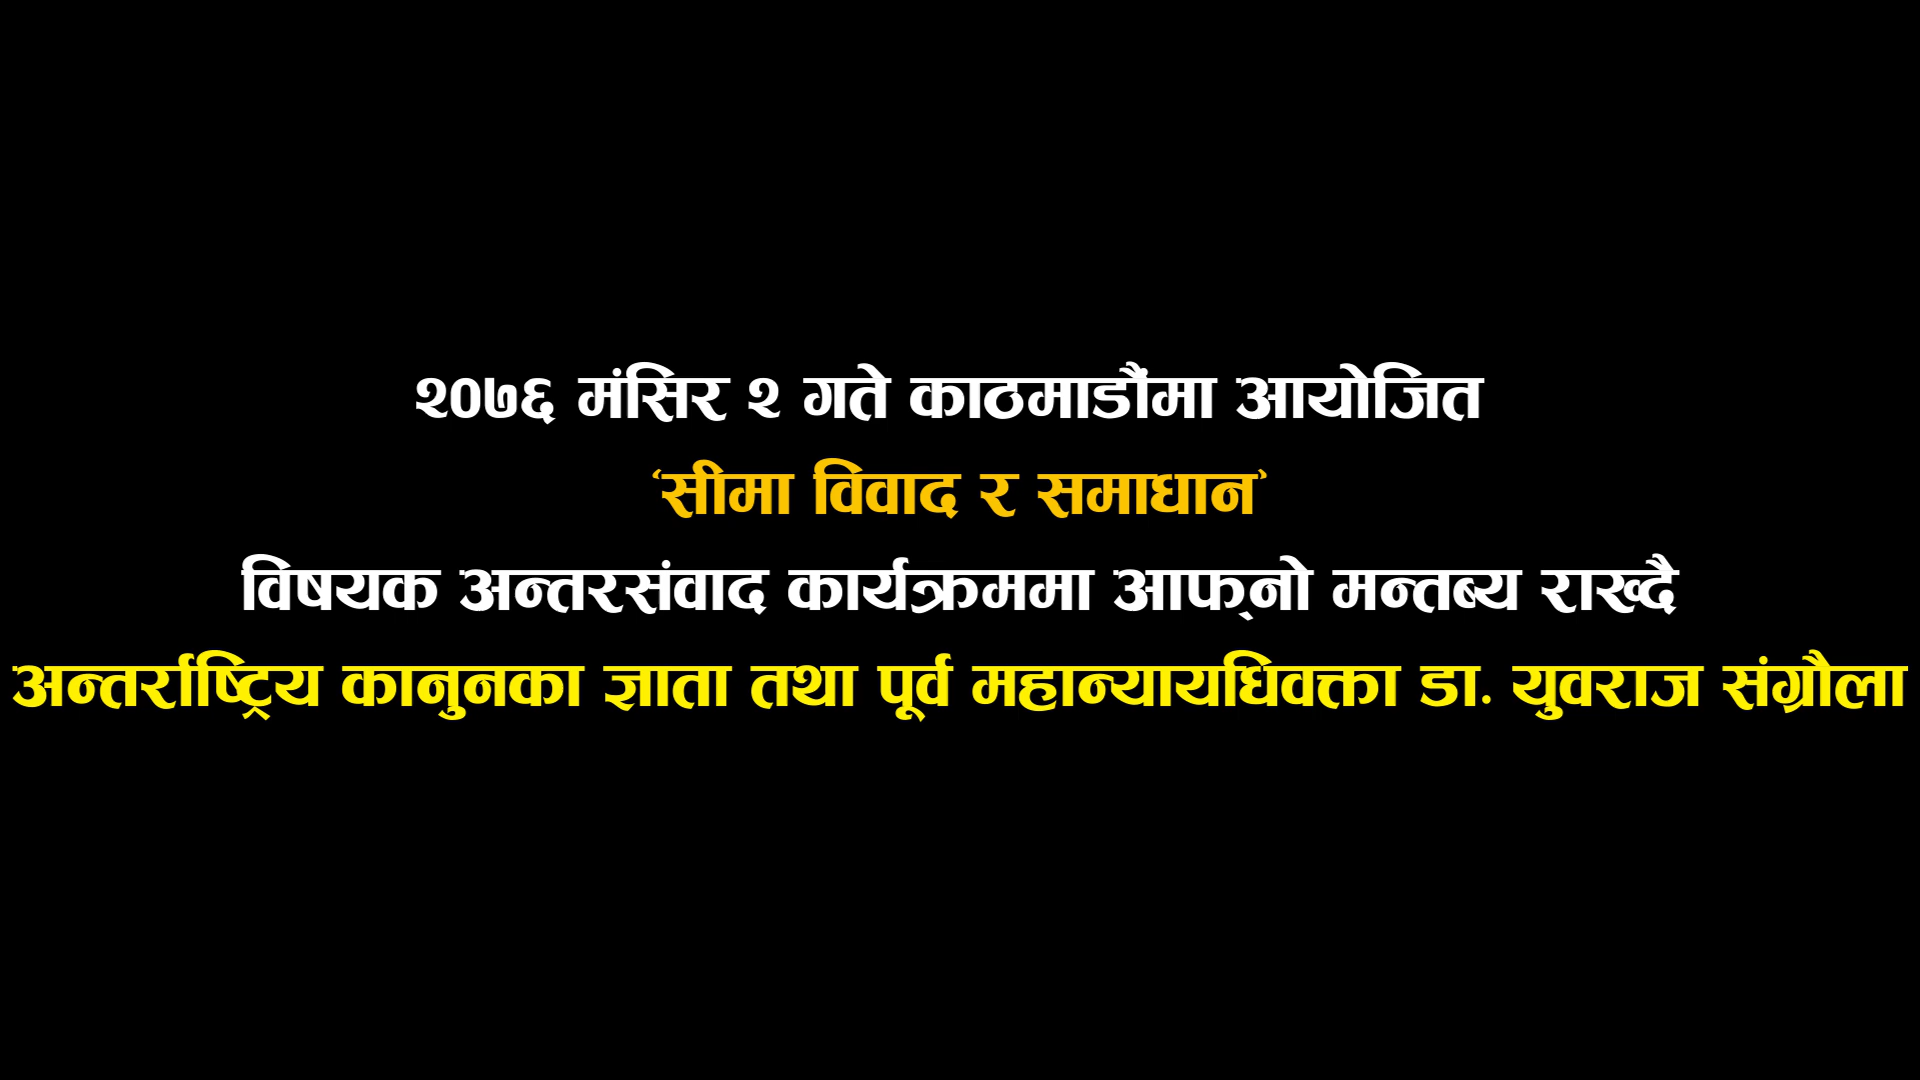 २०७६ मंसिर २ गते काठमाडौंमा आयोजित
‘सीमा विवाद र समाधान’
विषयक अन्तरसंवाद कार्यक्रममा आफ्‍नो मन्तब्य राख्दै
अन्तर्राष्ट्रिय कानुनका ज्ञाता तथा पूर्व महान्यायधिवक्ता डा. युवराज संग्रौला